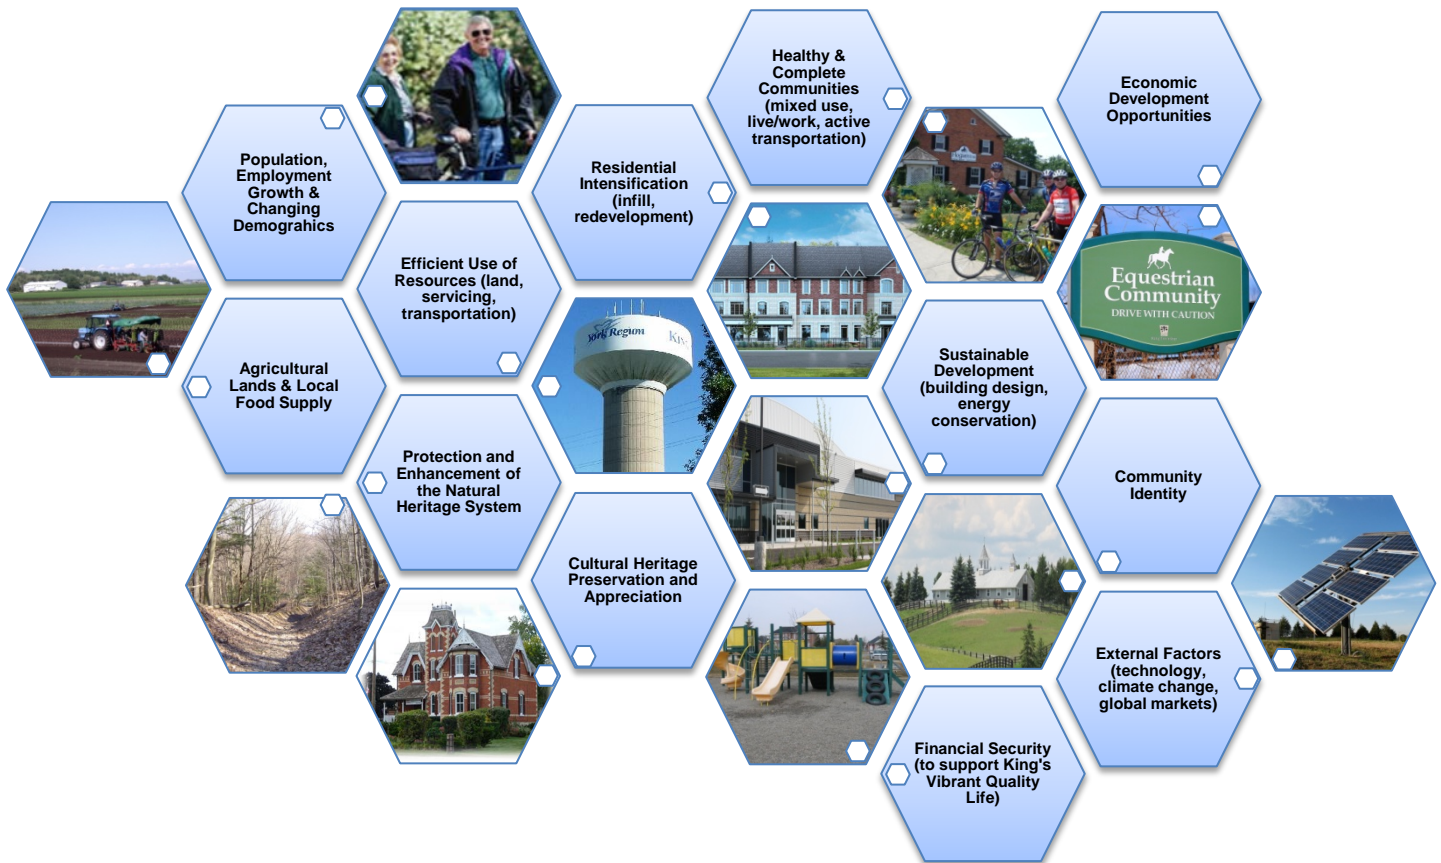 Healthy &
Complete
Communities
(mixed use,
live/work, active
transportation)
Economic
Development
Opportunities
Population,
Employment
Growth &
Changing
Demograhics
Residential
Intensification
(infill,
redevelopment)
Efficient Use of
Resources (land,
servicing,
transportation)
Equestrian
Community
DRIVE WITH CAUTION
York Region
Agricultural
Lands & Local
Food Supply
Sustainable
Development
(building design,
energy
conservation)
Protection and
Enhancement of
the Natural
Heritage System
Community
Identity
Cultural Heritage
Preservation and
Appreciation
External Factors
(technology,
climate change,
global markets)
Financial Security
(to support King's
Vibrant Quality
Life)